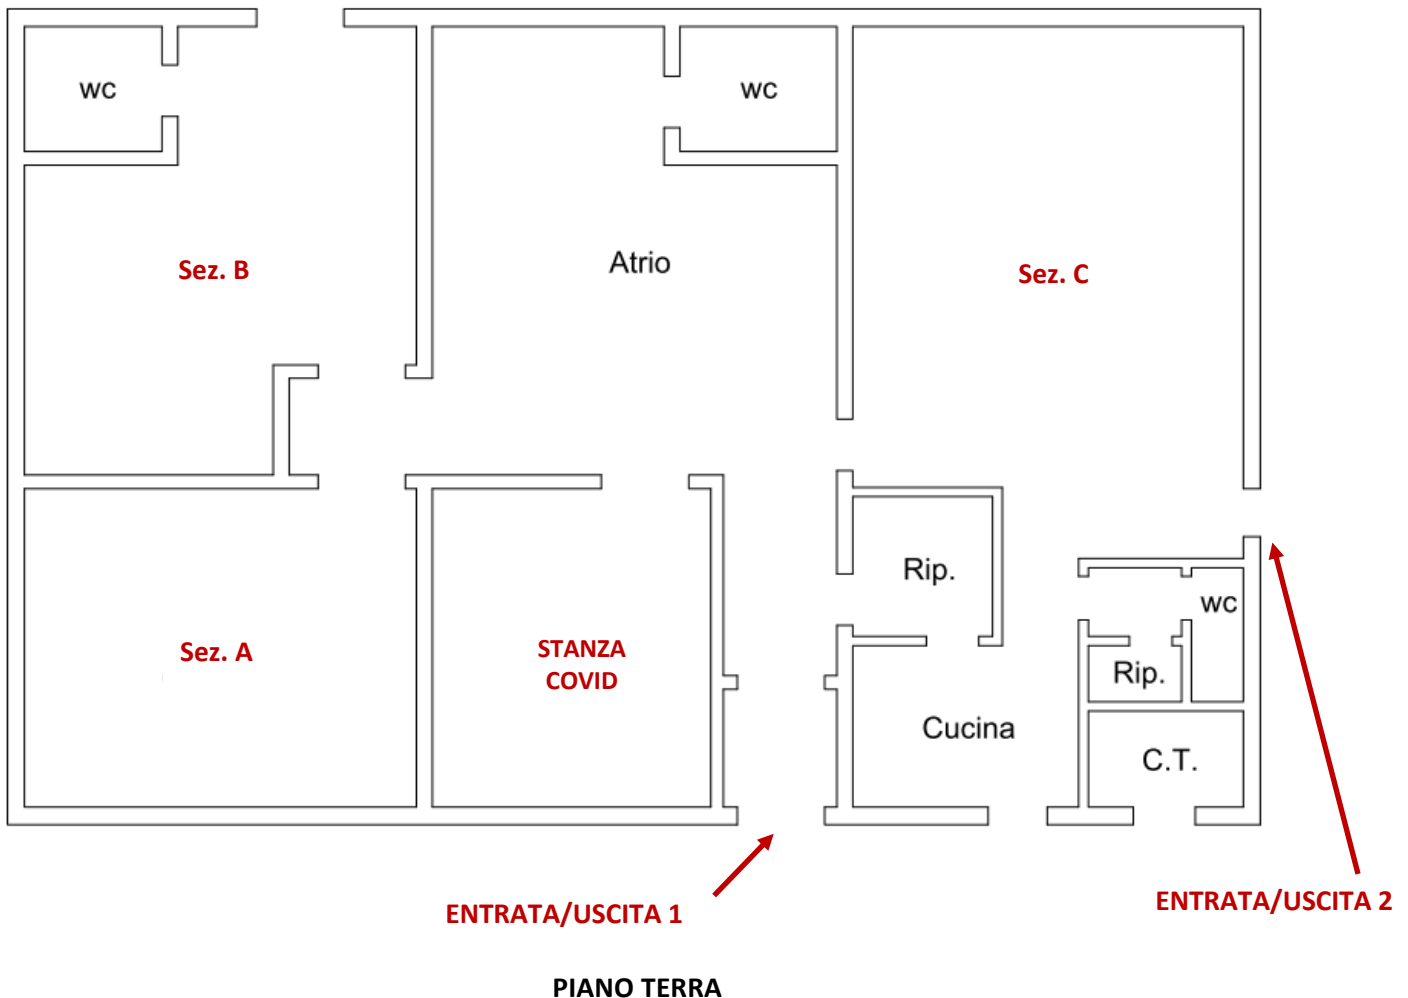 wc
wc
Sez. B
Atrio
Sez. C
Rip.
wc
Sez. A
STANZA
COVID
Rip.
Cucina
C.T.
ENTRATA/USCITA 1
ENTRATA/USCITA 2
PIANO TERRA